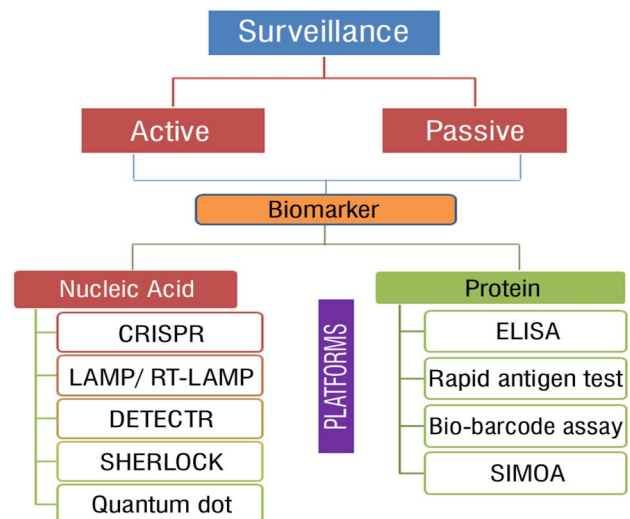 Surveillance
Active
Passive
Biomarker
Nucleic Acid
CRISPR
LAMP/ RT-LAMP
DETECTR
SHERLOCK
Quantum dot
PLATFORMS
Protein
ELISA
Rapid antigen test
Bio-barcode assay
SIMOA